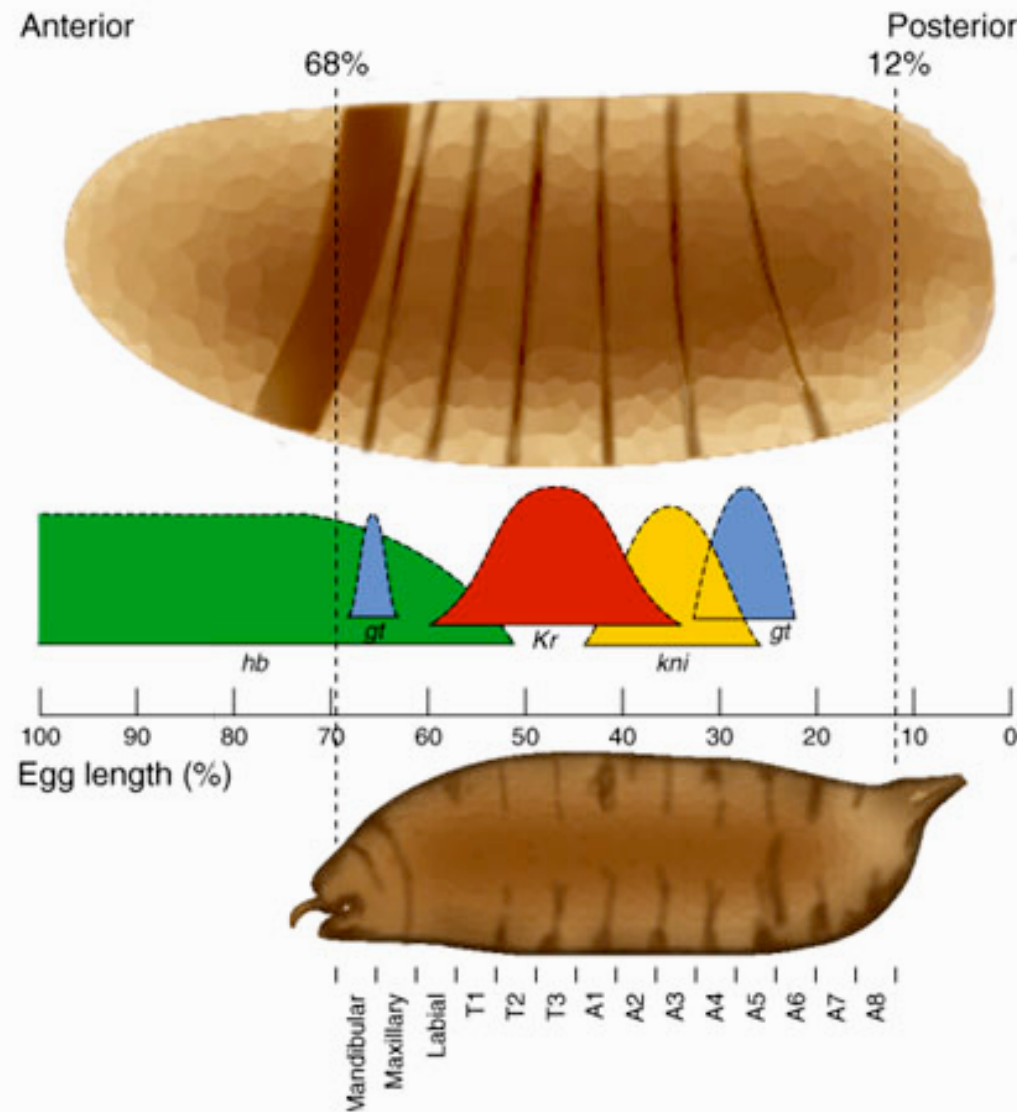 Anterior Posterior
68% 12%
gt Kr gt
hb kni
100 90 80 70 60 50 40 30 20 10 0
Egg length (%)
Mandibular
Maxillary
Labial
T1
T2
T3
A1
A2
A3
A4
A5
A6
A7
A8